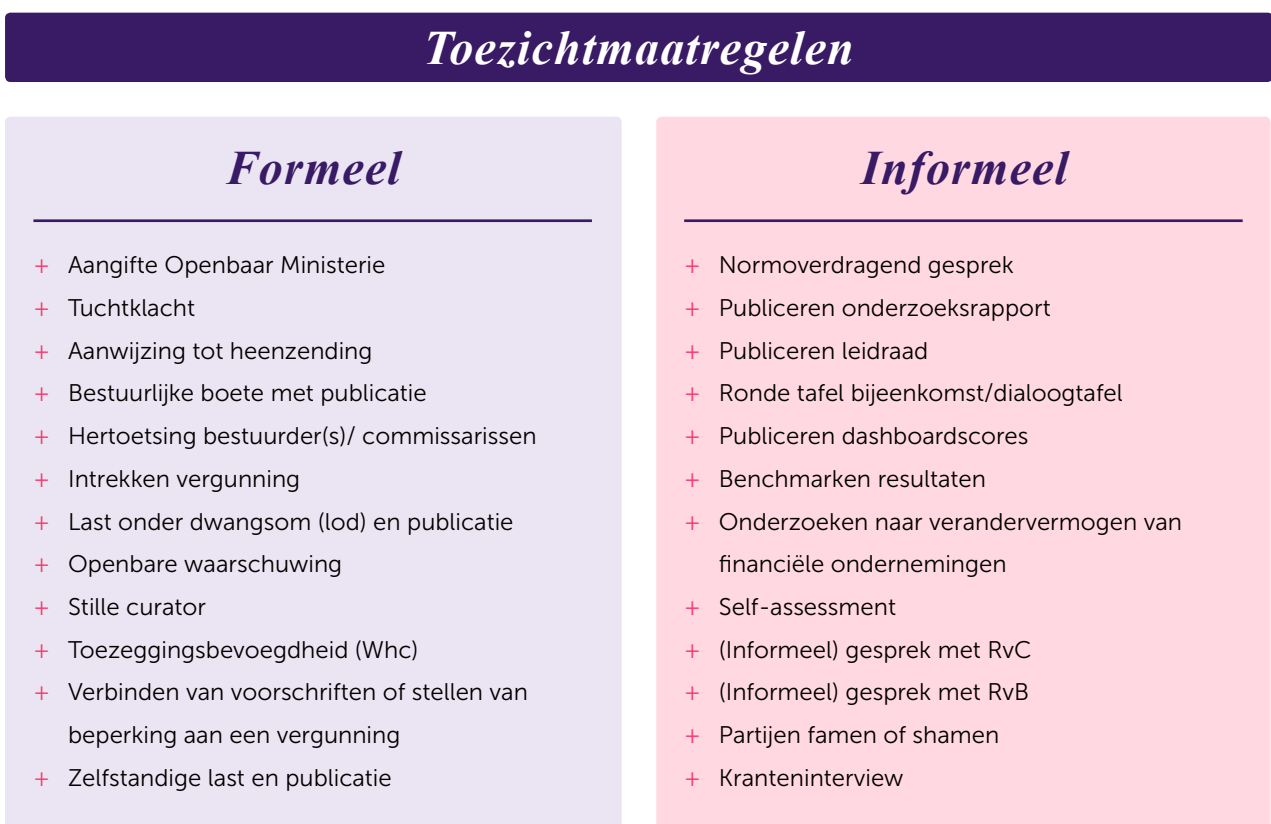 Toezichtmaatregelen
Formeel
+ Aangifte Openbaar Ministerie
+ Tuchtklacht
+ Aanwijzing tot heenzending
+ Bestuurlijke boete met publicatie
+ Hertoetsing bestuurder(s)/ commissarissen
+ Intrekken vergunning
+ Last onder dwangsom (lod) en publicatie
+ Openbare waarschuwing
+ Stille curator
+ Toezeggingsbevoegdheid (Whc)
+ Verbinden van voorschriften of stellen van
beperking aan een vergunning
+ Zelfstandige last en publicatie
Informeel
+ Normoverdragend gesprek
+ Publiceren onderzoeksrapport
+ Publiceren leidraad
+ Ronde tafel bijeenkomst/dialoogtafel
+ Publiceren dashboardscores
+ Benchmarken resultaten
+ Onderzoeken naar verandervermogen van
financiële ondernemingen
+ Self-assessment
+ (Informeel) gesprek met RvC
+ (Informeel) gesprek met RvB
+ Partijen famen of shamen
+ Kranteninterview